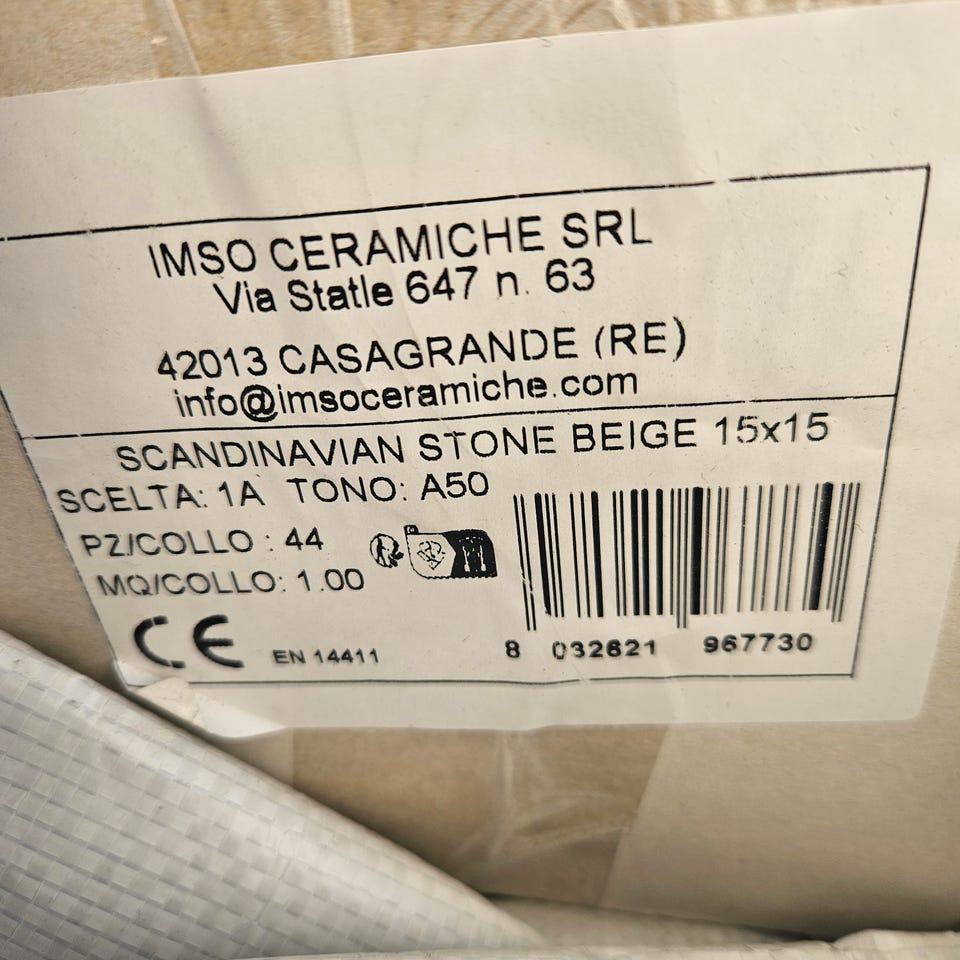 IMSO CERAMICHE SRL
Via Statle 647 n. 63
42013 CASAGRANDE (RE)
info@imsoceramiche.com
SCANDINAVIAN STONE BEIGE 15x15
SCELTA: 1A TONO: A50
PZ/COLLO : 44
MQ/COLLO: 1.00
CE EN 14411
8 032621 967730